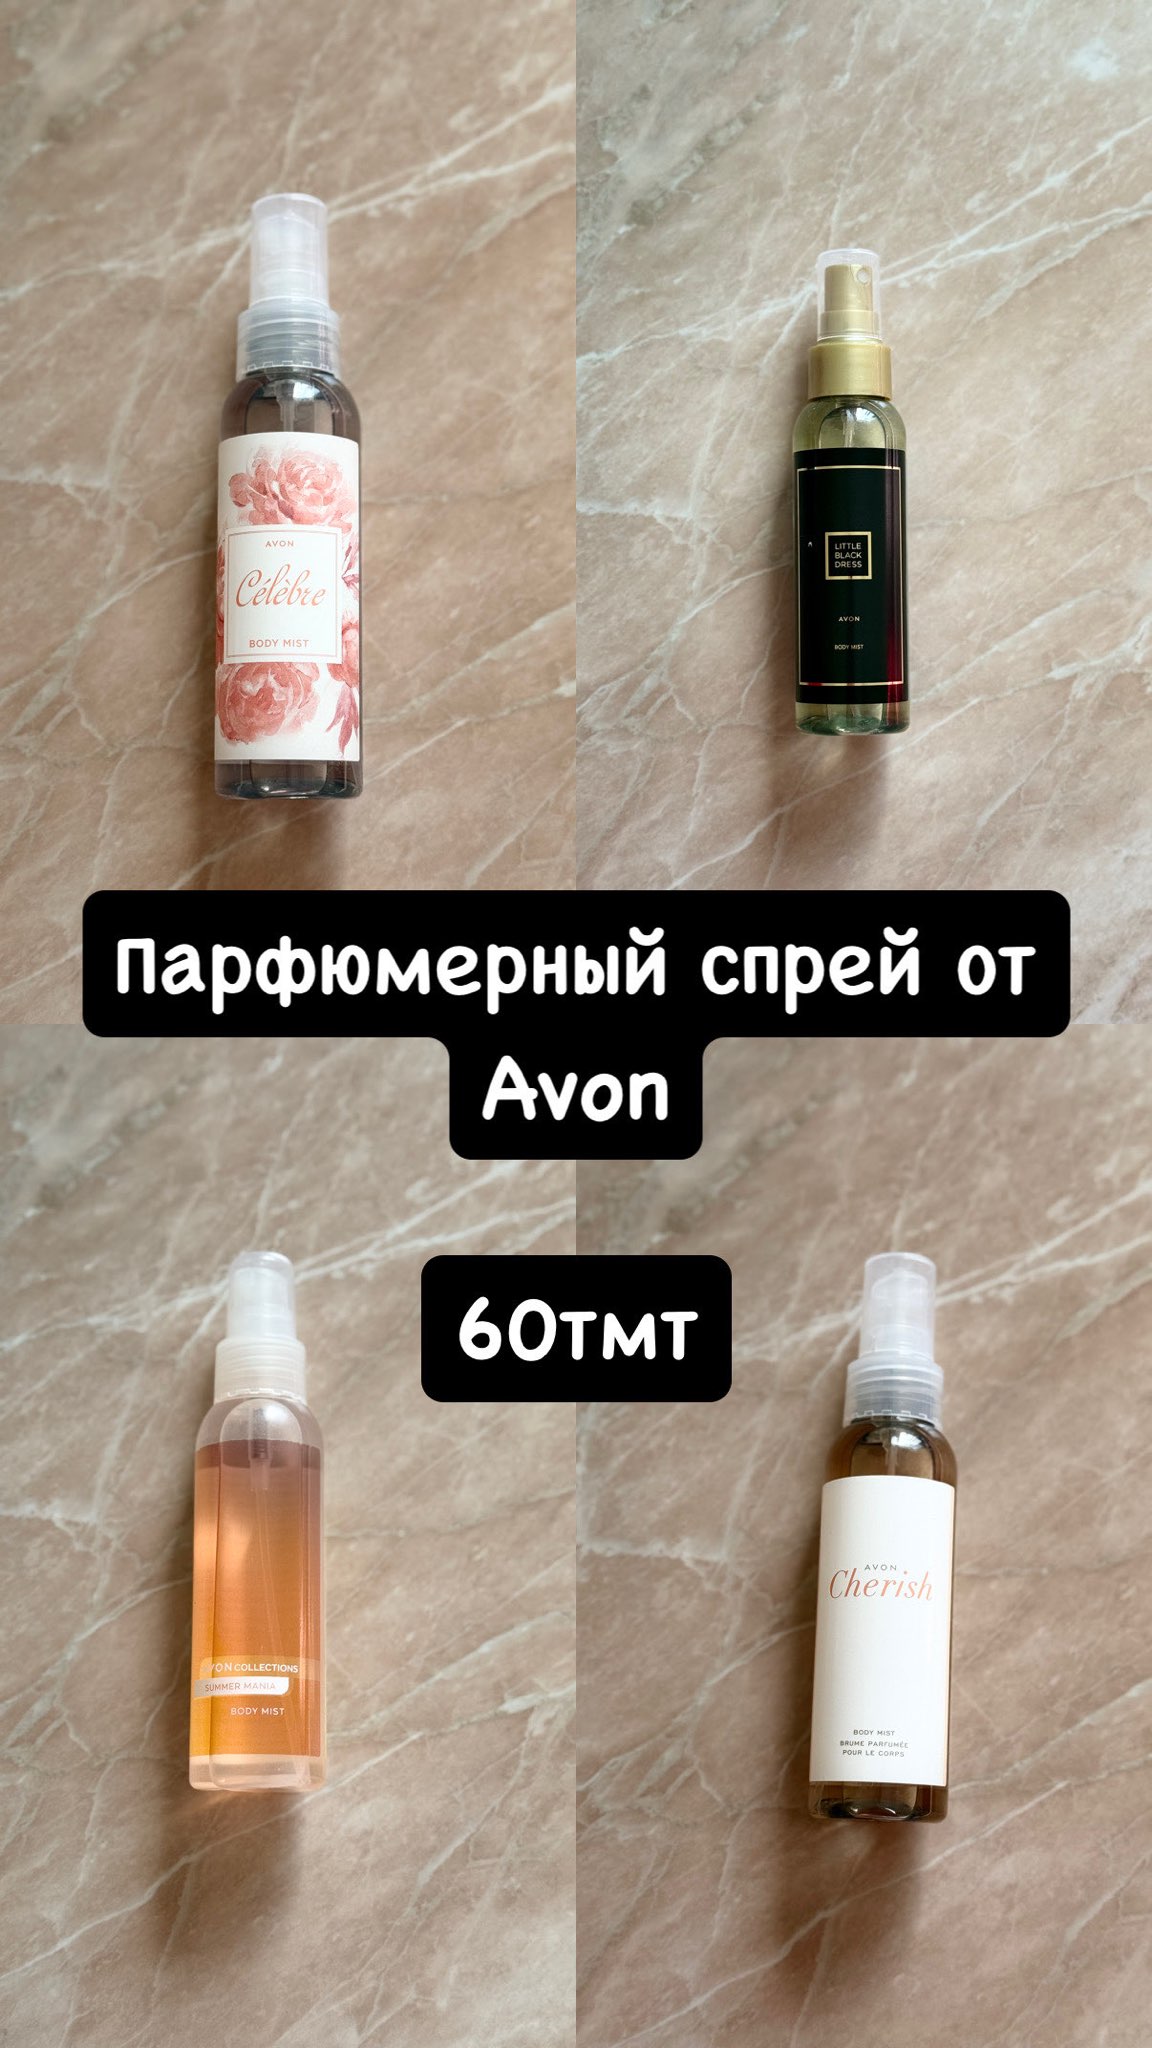 AVON
Célèbre
BODY MIST
LITTLE
BLACK
DRESS
AVON
BODY MIST
Парфюмерный спрей от
Avon
60тмт
AVON COLLECTIONS
SUMMER MANIA
BODY MIST
AVON
Cherish
BODY MIST
BRUME PARFUMÉE
POUR LE CORPS